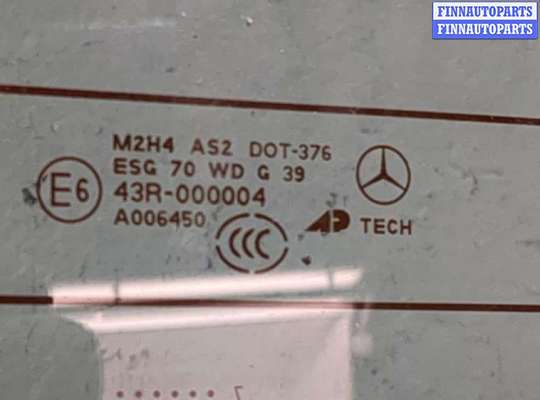 FINNAUTOPARTS
FINNAUTOPARTS
M2H4 AS2 DOT-376
ESG 70 WD G 39
E6 43R-000004
A006450
CCC
AP TECH